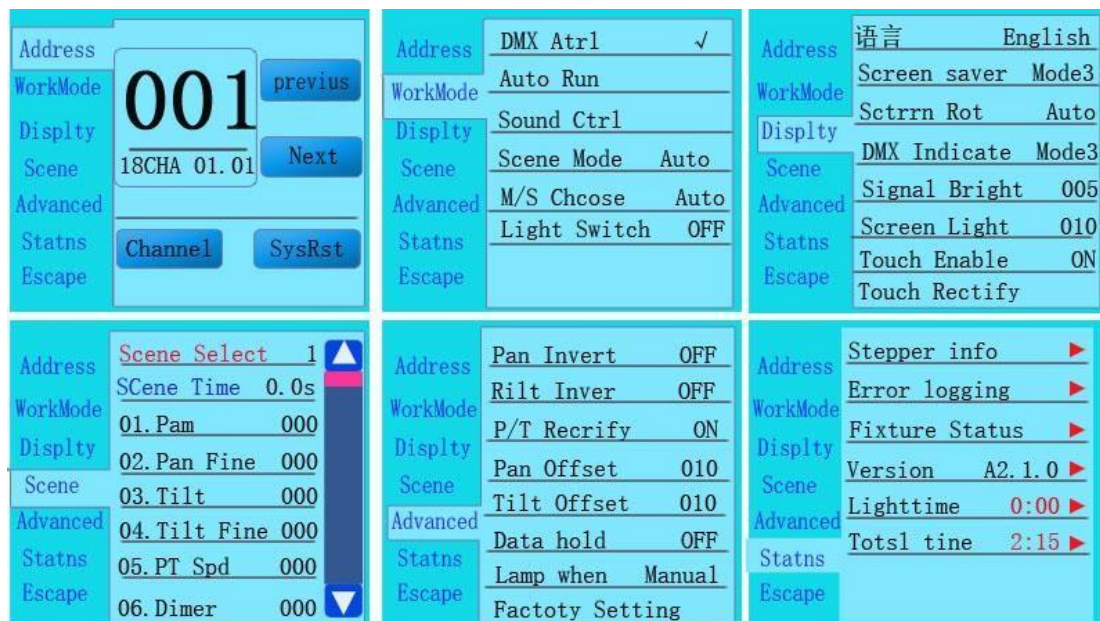 Address
WorkMode
Displty
Scene
Advanced
Statns
Escape
001
18CHA 01.01
previus
Next
Channel
SysRst
Address
WorkMode
Displty
Scene
Advanced
Statns
Escape
DMX Atrl √
Auto Run
Sound Ctrl
Scene Mode Auto
M/S Chcose Auto
Light Switch OFF
Address
WorkMode
Displty
Scene
Advanced
Statns
Escape
语言 English
Screen saver Mode3
Sctrrn Rot Auto
DMX Indicate Mode3
Signal Bright 005
Screen Light 010
Touch Enable ON
Touch Rectify
Address
WorkMode
Displty
Scene
Advanced
Statns
Escape
Scene Select 1
SCene Time 0.0s
01.Pam 000
02.Pan Fine 000
03.Tilt 000
04.Tilt Fine 000
05.PT Spd 000
06.Dimer 000
Address
WorkMode
Displty
Scene
Advanced
Statns
Escape
Pan Invert OFF
Rilt Inver OFF
P/T Recrify ON
Pan Offset 010
Tilt Offset 010
Data hold OFF
Lamp when Manual
Factoty Setting
Address
WorkMode
Displty
Scene
Advanced
Statns
Escape
Stepper info
Error logging
Fixture Status
Version A2.1.0
Lighttime 0:00
Totsl tine 2:15